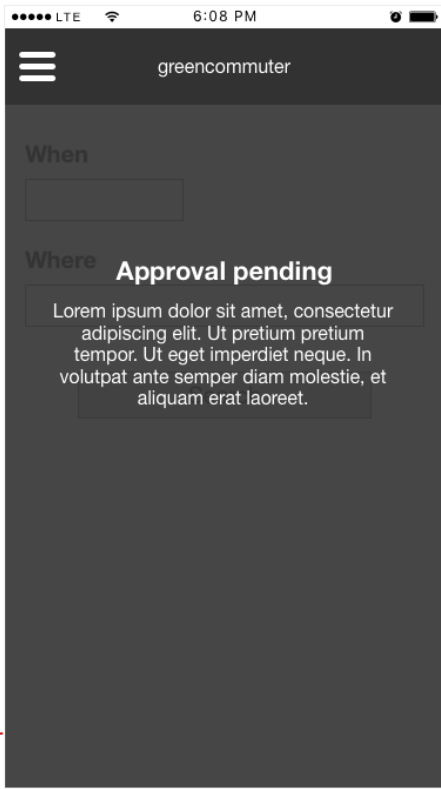 LTE 6:08 PM
greencommuter
When
Where
Approval pending
Lorem ipsum dolor sit amet, consectetur
adipiscing elit. Ut pretium pretium
tempor. Ut eget imperdiet neque. In
volutpat ante semper diam molestie, et
aliquam erat laoreet.